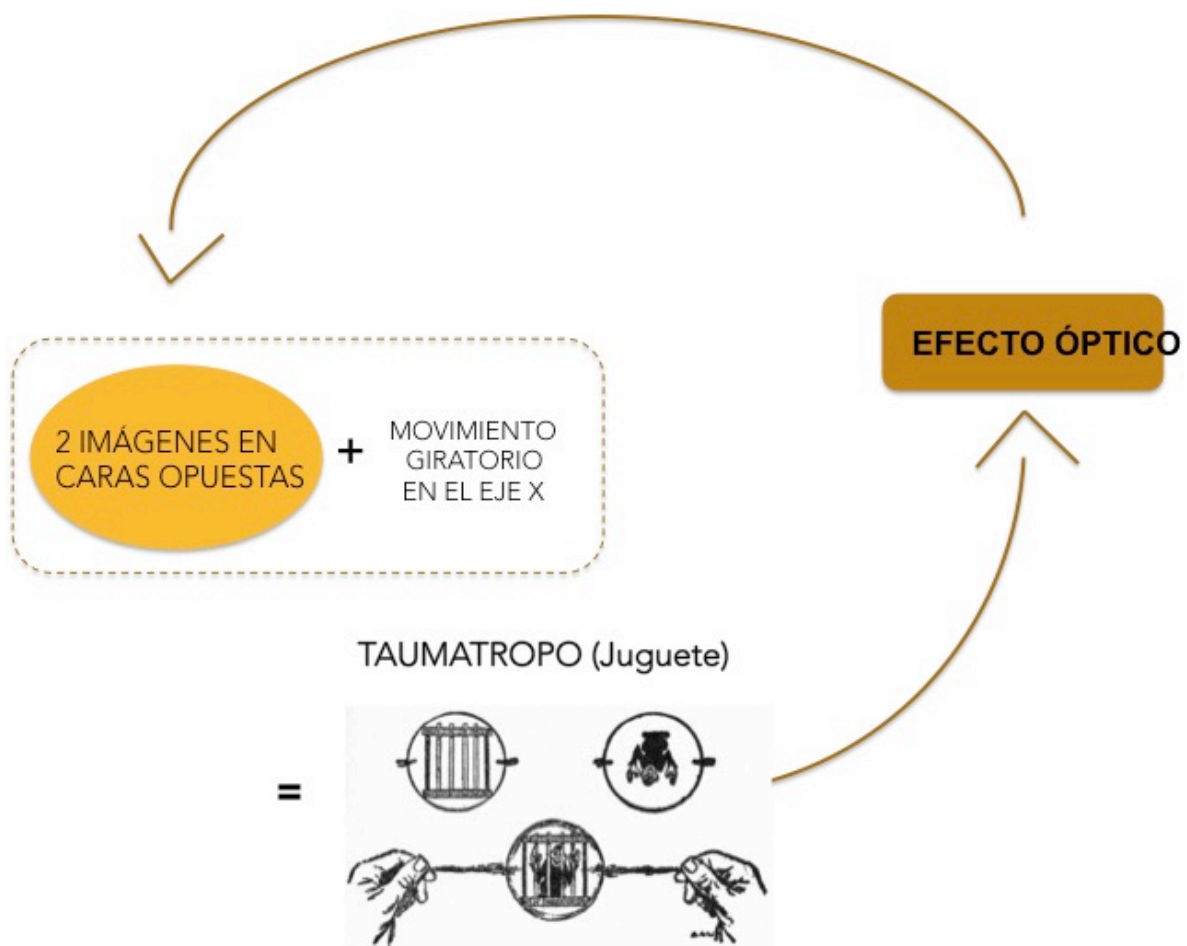 EFECTO ÓPTICO
2 IMÁGENES EN
CARAS OPUESTAS
+
MOVIMIENTO
GIRATORIO
EN EL EJE X
TAUMATROPO (Juguete)
=